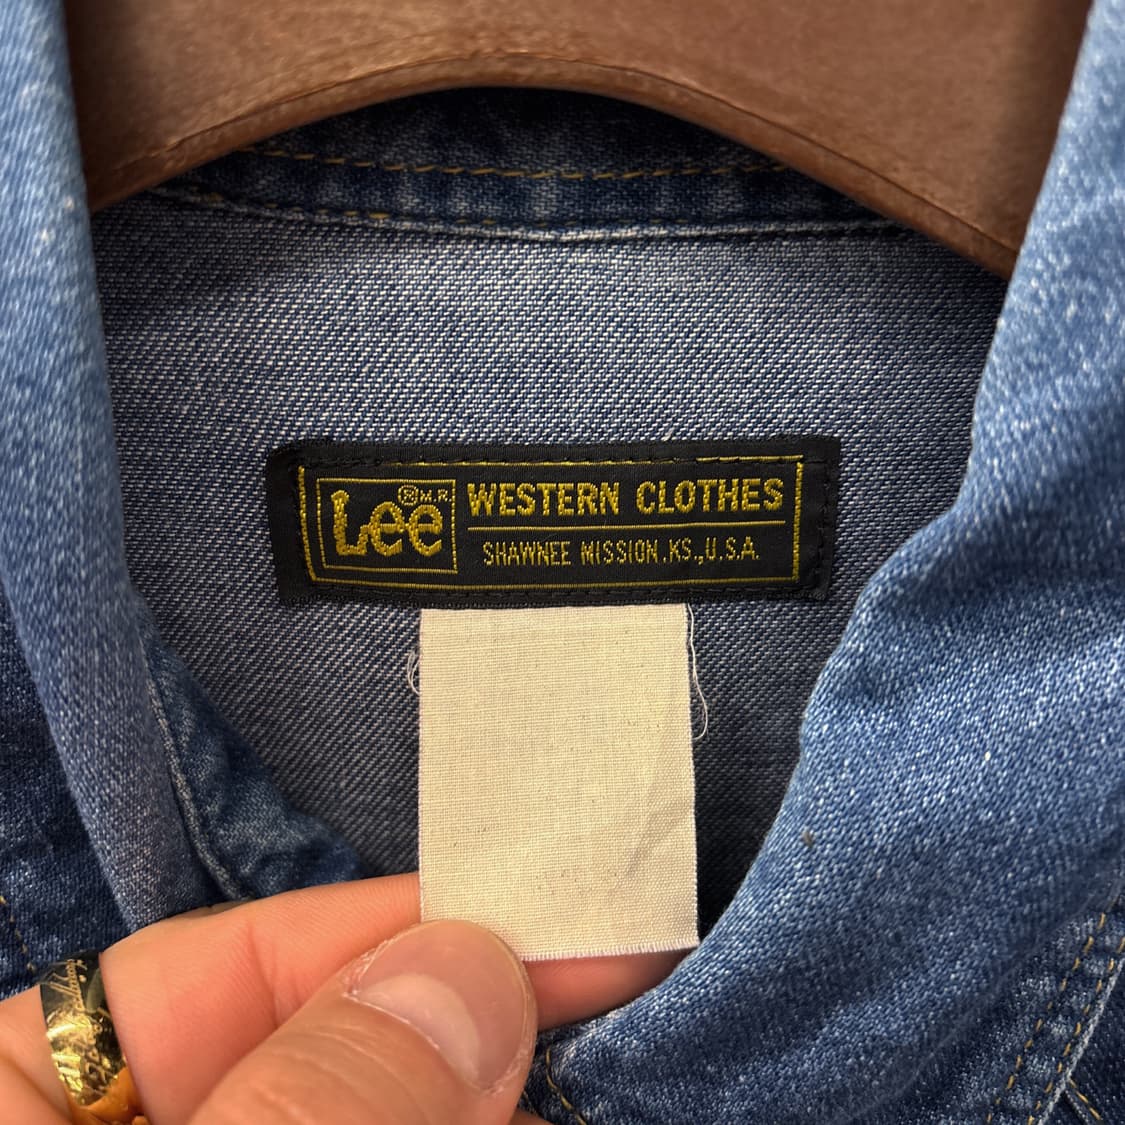 Lee ® M.R.
WESTERN CLOTHES
SHAWNEE MISSION.KS.,U.S.A.